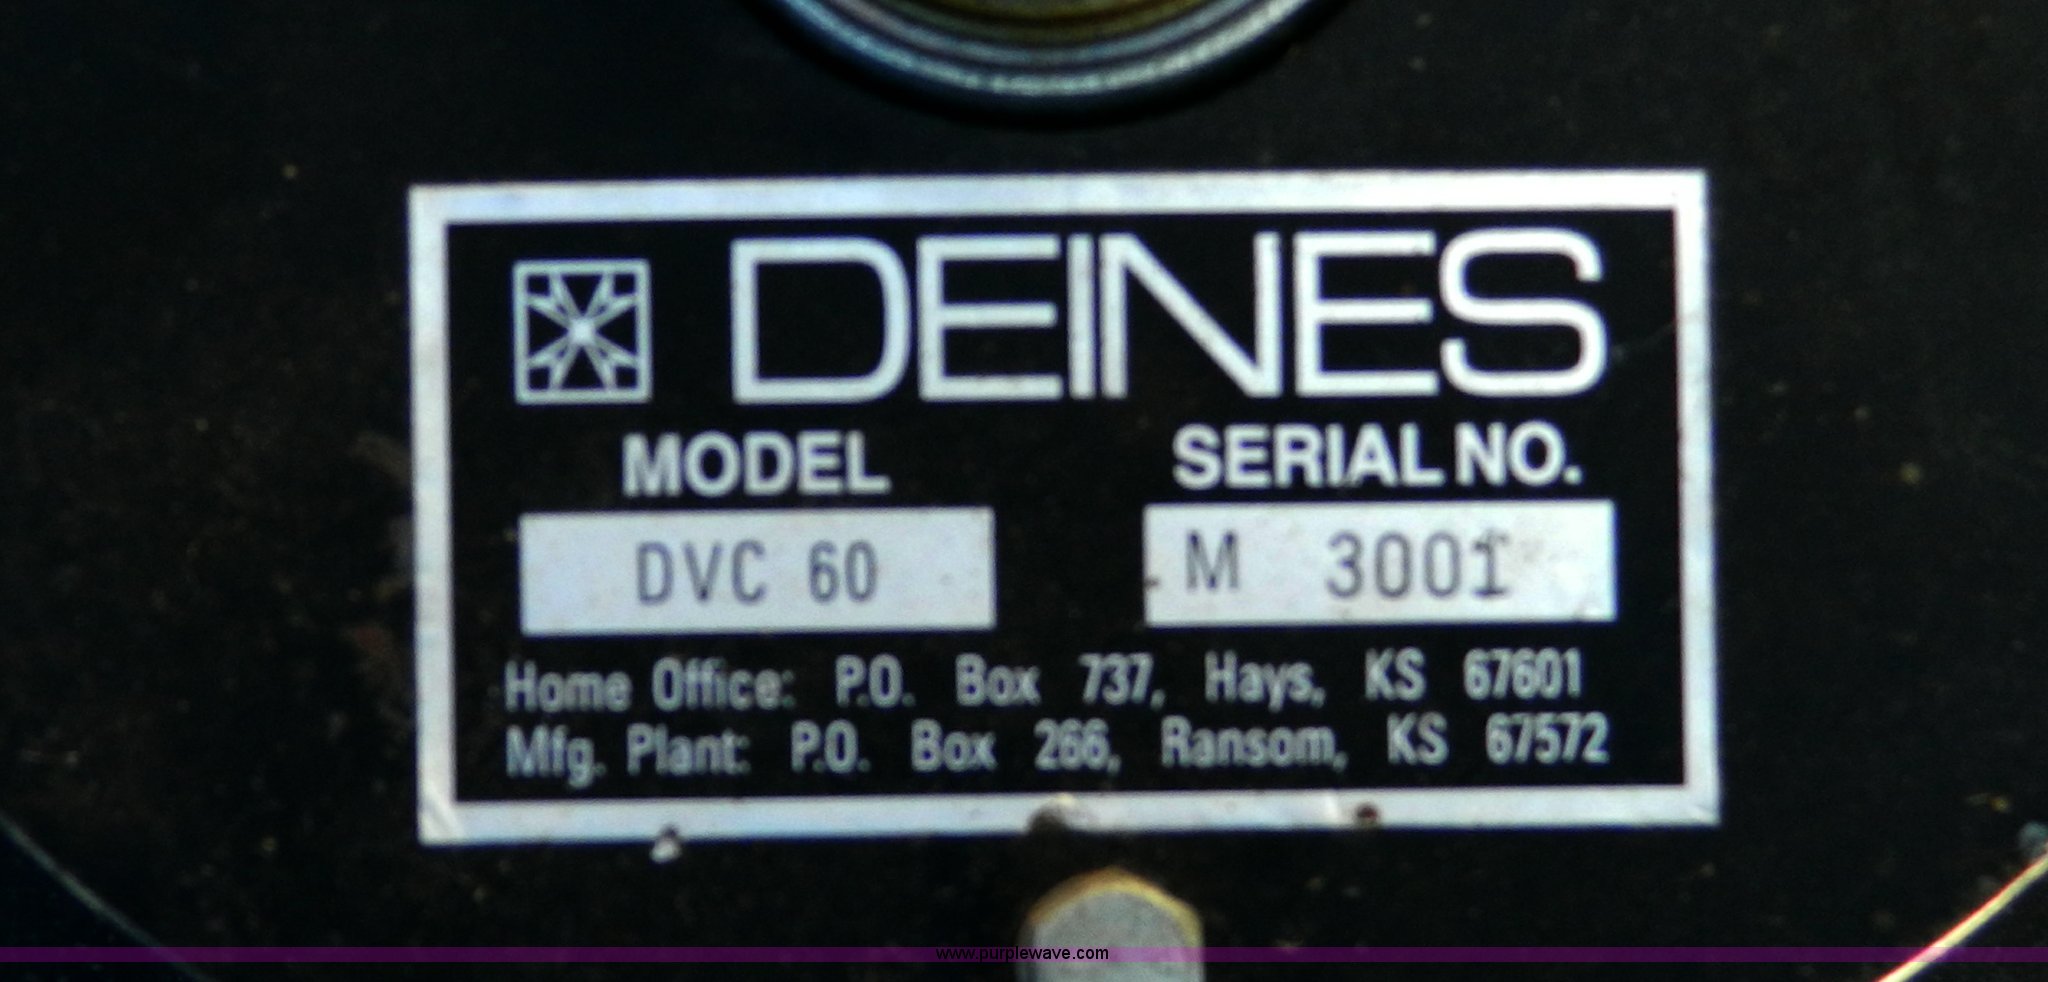 DEINES
MODEL SERIAL NO.
DVC 60 M 3001
Home Office: P.O. Box 737, Hays, KS 67601
Mfg. Plant: P.O. Box 266, Ransom, KS 67572
www.purplewave.com